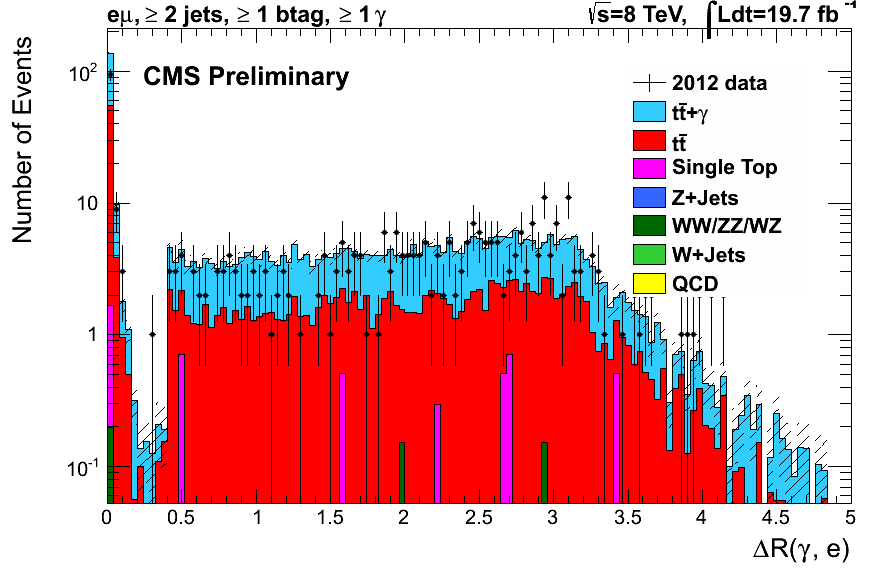 eμ, ≥ 2 jets, ≥ 1 btag, ≥ 1 γ
√s=8 TeV, ∫Ldt=19.7 fb⁻¹
Number of Events
CMS Preliminary
2012 data
tt̄+γ
tt̄
Single Top
Z+Jets
WW/ZZ/WZ
W+Jets
QCD
10²
10
1
10⁻¹
0 0.5 1 1.5 2 2.5 3 3.5 4 4.5 5
ΔR(γ, e)